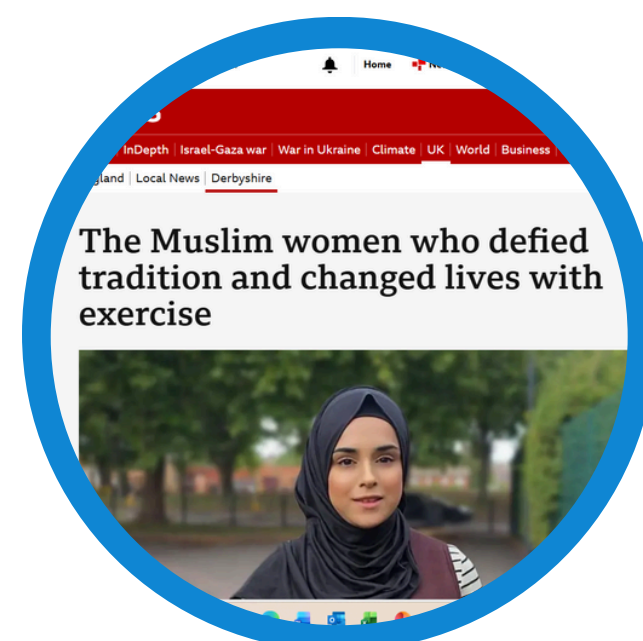 Home
InDepth | Israel-Gaza war | War in Ukraine | Climate | UK | World | Business
Local News | Derbyshire
The Muslim women who defied
tradition and changed lives with
exercise